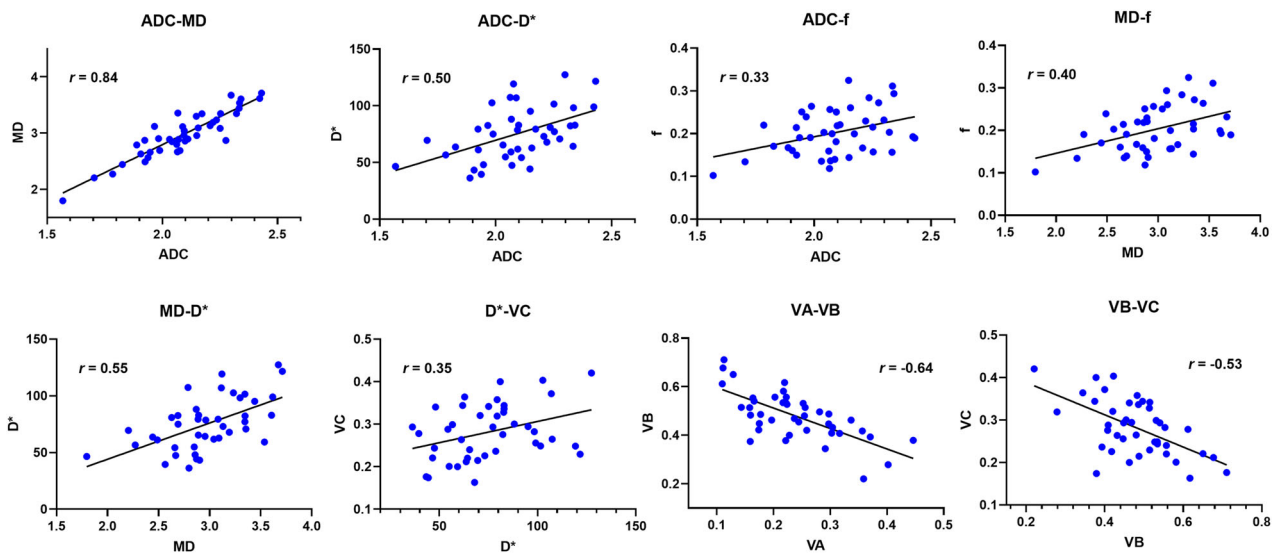 ADC-MD
r = 0.84
MD
4
3
2
1.5 2.0 2.5
ADC
ADC-D*
r = 0.50
D*
150
100
50
0
1.5 2.0 2.5
ADC
ADC-f
r = 0.33
f
0.4
0.3
0.2
0.1
0.0
1.5 2.0 2.5
ADC
MD-f
r = 0.40
f
0.4
0.3
0.2
0.1
0.0
1.5 2.0 2.5 3.0 3.5 4.0
MD
MD-D*
r = 0.55
D*
150
100
50
0
1.5 2.0 2.5 3.0 3.5 4.0
MD
D*-VC
r = 0.35
VC
0.5
0.4
0.3
0.2
0.1
50 100 150
D*
VA-VB
r = -0.64
VB
0.8
0.6
0.4
0.2
0.1 0.2 0.3 0.4 0.5
VA
VB-VC
r = -0.53
VC
0.5
0.4
0.3
0.2
0.1
0.2 0.4 0.6 0.8
VB